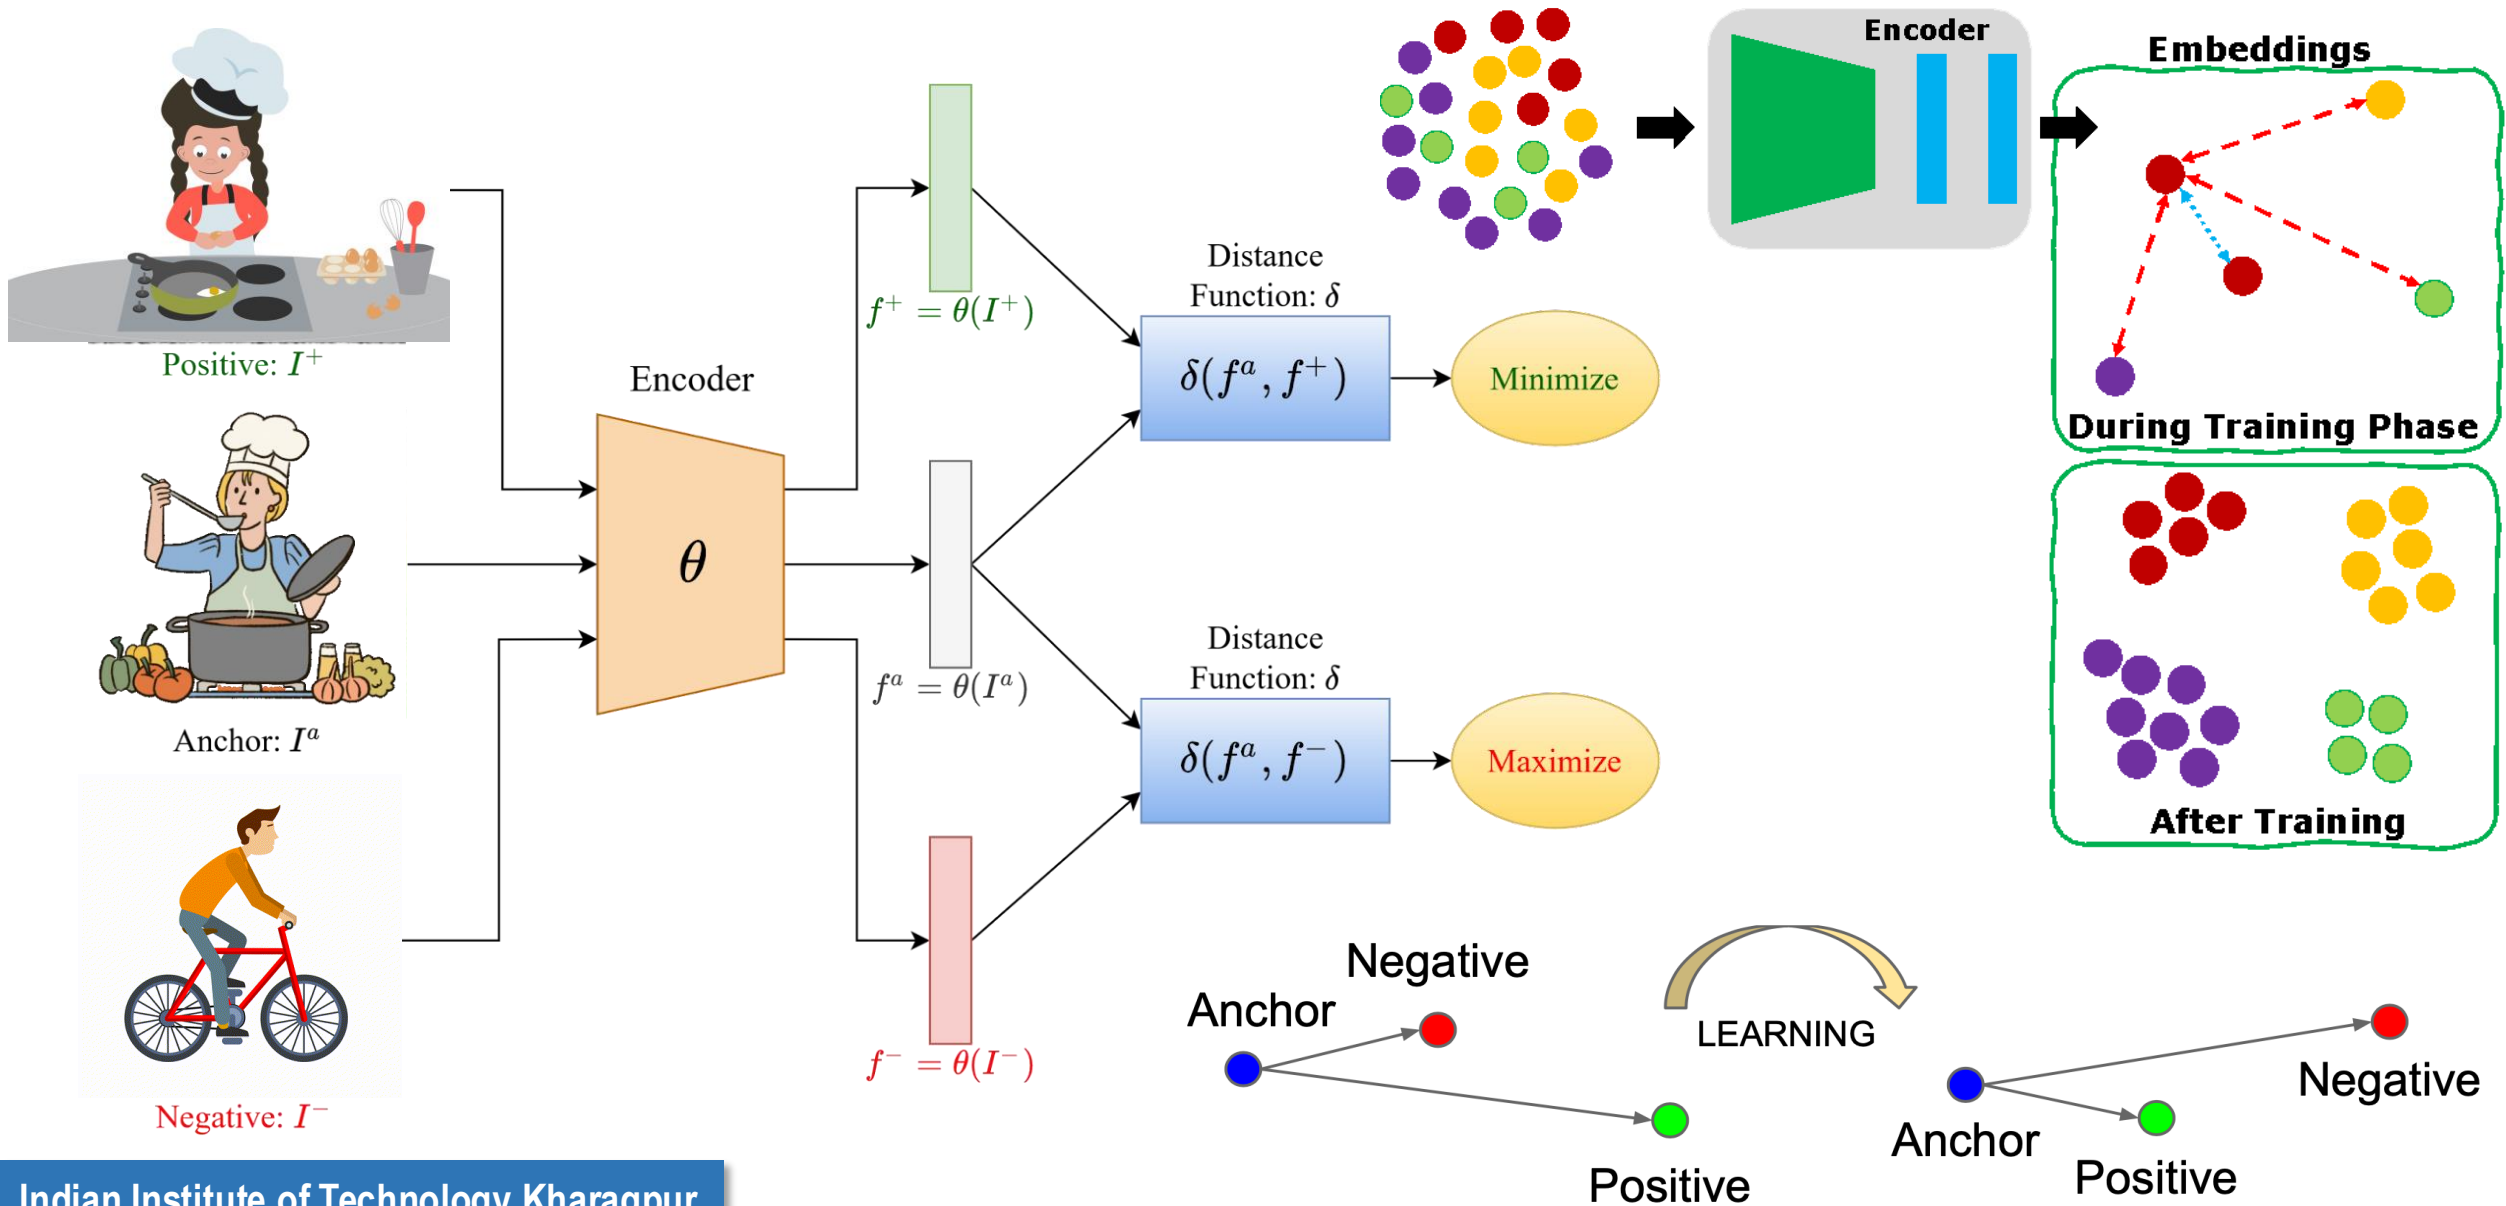 Positive: I⁺
Anchor: Iᵃ
Negative: I⁻
Encoder
θ
f⁺ = θ(I⁺)
fᵃ = θ(Iᵃ)
f⁻ = θ(I⁻)
Distance
Function: δ
δ(fᵃ, f⁺)
Minimize
Distance
Function: δ
δ(fᵃ, f⁻)
Maximize
Encoder
Embeddings
During Training Phase
After Training
Anchor
Negative
Positive
LEARNING
Anchor
Negative
Positive
Indian Institute of Technology Kharagpur